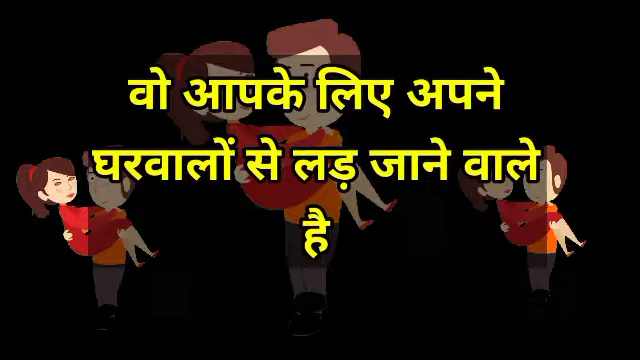 वो आपके लिए अपने
घरवालों से लड़ जाने वाले
है